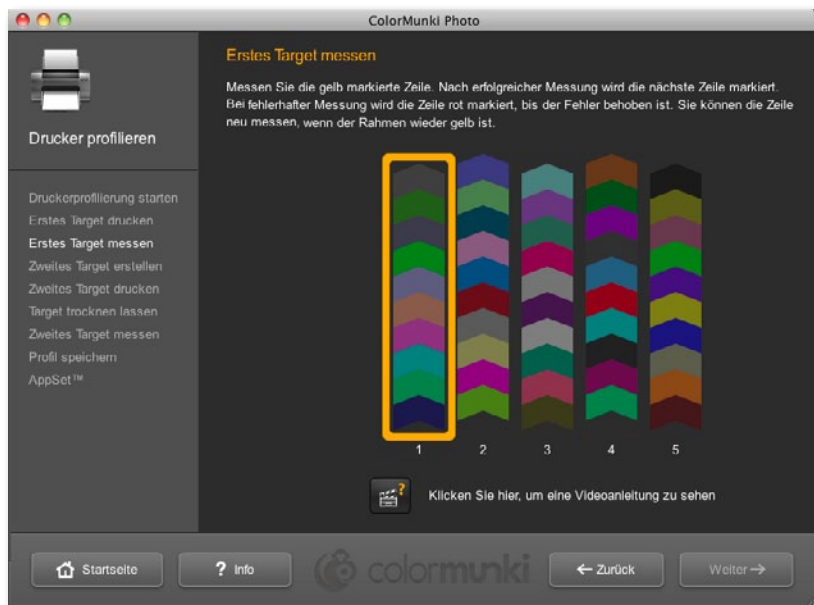 ColorMunki Photo
Drucker profilieren
Druckerprofilierung starten
Erstes Target drucken
Erstes Target messen
Zweites Target erstellen
Zweites Target drucken
Target trocknen lassen
Zweites Target messen
Profil speichern
AppSet™
Erstes Target messen
Messen Sie die gelb markierte Zeile. Nach erfolgreicher Messung wird die nächste Zeile markiert.
Bei fehlerhafter Messung wird die Zeile rot markiert, bis der Fehler behoben ist. Sie können die Zeile
neu messen, wenn der Rahmen wieder gelb ist.
1 2 3 4 5
?
Klicken Sie hier, um eine Videoanleitung zu sehen
Startseite
? Info
colormunki
← Zurück
Weiter →